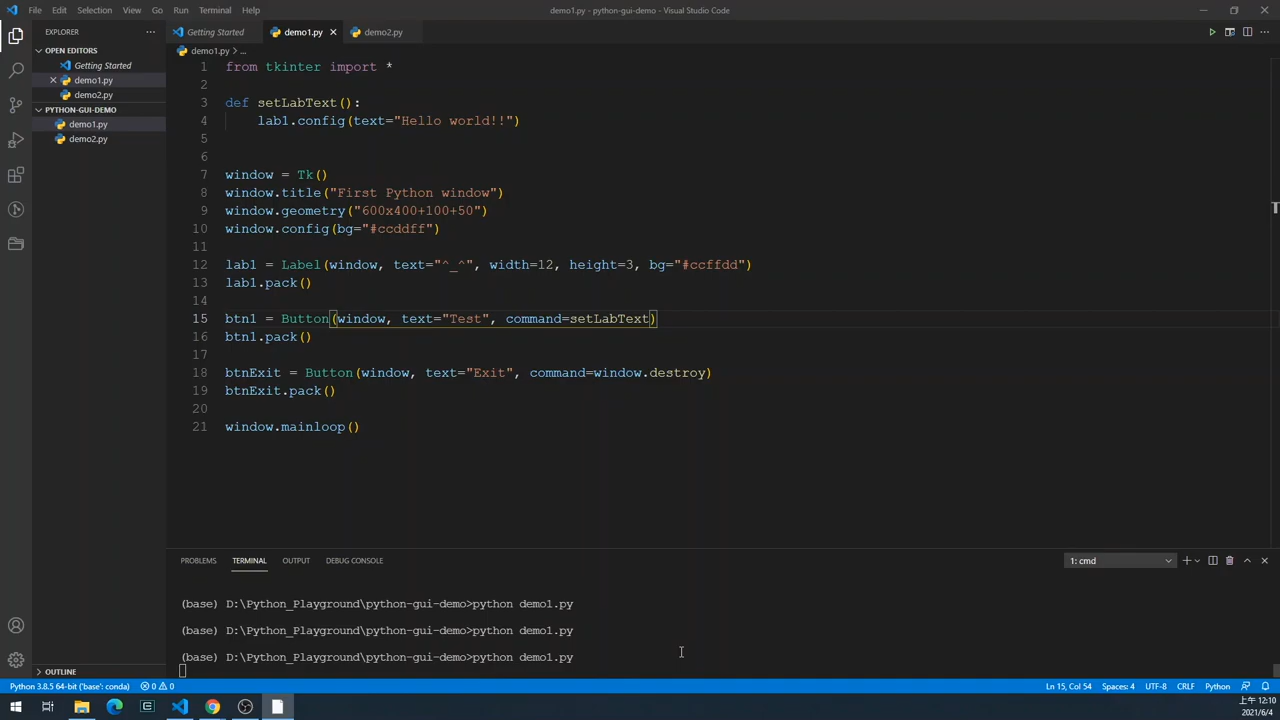 File Edit Selection View Go Run Terminal Help
demo1.py - python-gui-demo - Visual Studio Code
EXPLORER
Getting Started
demo1.py
demo2.py
OPEN EDITORS
Getting Started
demo1.py
demo2.py
PYTHON-GUI-DEMO
demo1.py
demo2.py
OUTLINE
demo1.py > ...
1 from tkinter import *
2
3 def setLabText():
4 lab1.config(text="Hello world!!")
5
6
7 window = Tk()
8 window.title("First Python window")
9 window.geometry("600x400+100+50")
10 window.config(bg="#ccddff")
11
12 lab1 = Label(window, text="^_^", width=12, height=3, bg="#ccffdd")
13 lab1.pack()
14
15 btn1 = Button(window, text="Test", command=setLabText)
16 btn1.pack()
17
18 btnExit = Button(window, text="Exit", command=window.destroy)
19 btnExit.pack()
20
21 window.mainloop()
PROBLEMS TERMINAL OUTPUT DEBUG CONSOLE
1: cmd
(base) D:\Python_Playground\python-gui-demo>python demo1.py
(base) D:\Python_Playground\python-gui-demo>python demo1.py
(base) D:\Python_Playground\python-gui-demo>python demo1.py
Python 3.8.5 64-bit ('base': conda) 0 0
Ln 15, Col 54 Spaces: 4 UTF-8 CRLF Python
上午 12:10
2021/6/4